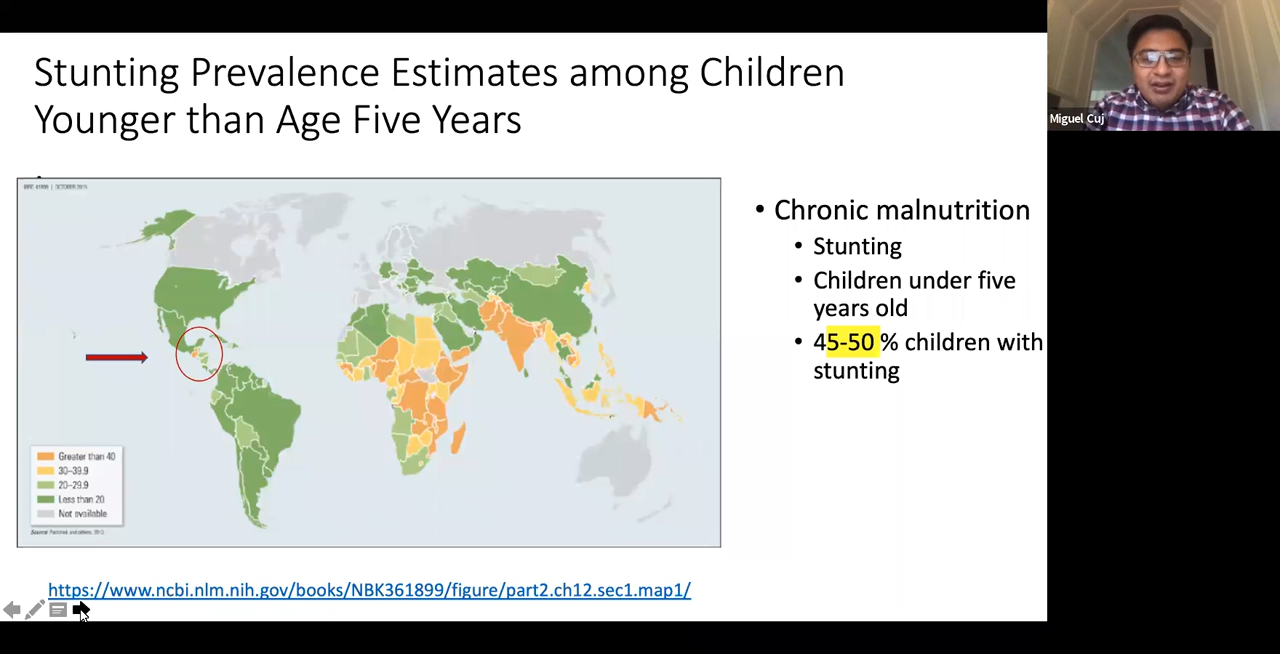 Stunting Prevalence Estimates among Children
Younger than Age Five Years
Miguel Cuj
OCTOBER 2015
• Chronic malnutrition
• Stunting
• Children under five
years old
• 45-50 % children with
stunting
Greater than 40
30–39.9
20–29.9
Less than 20
Not available
https://www.ncbi.nlm.nih.gov/books/NBK361899/figure/part2.ch12.sec1.map1/